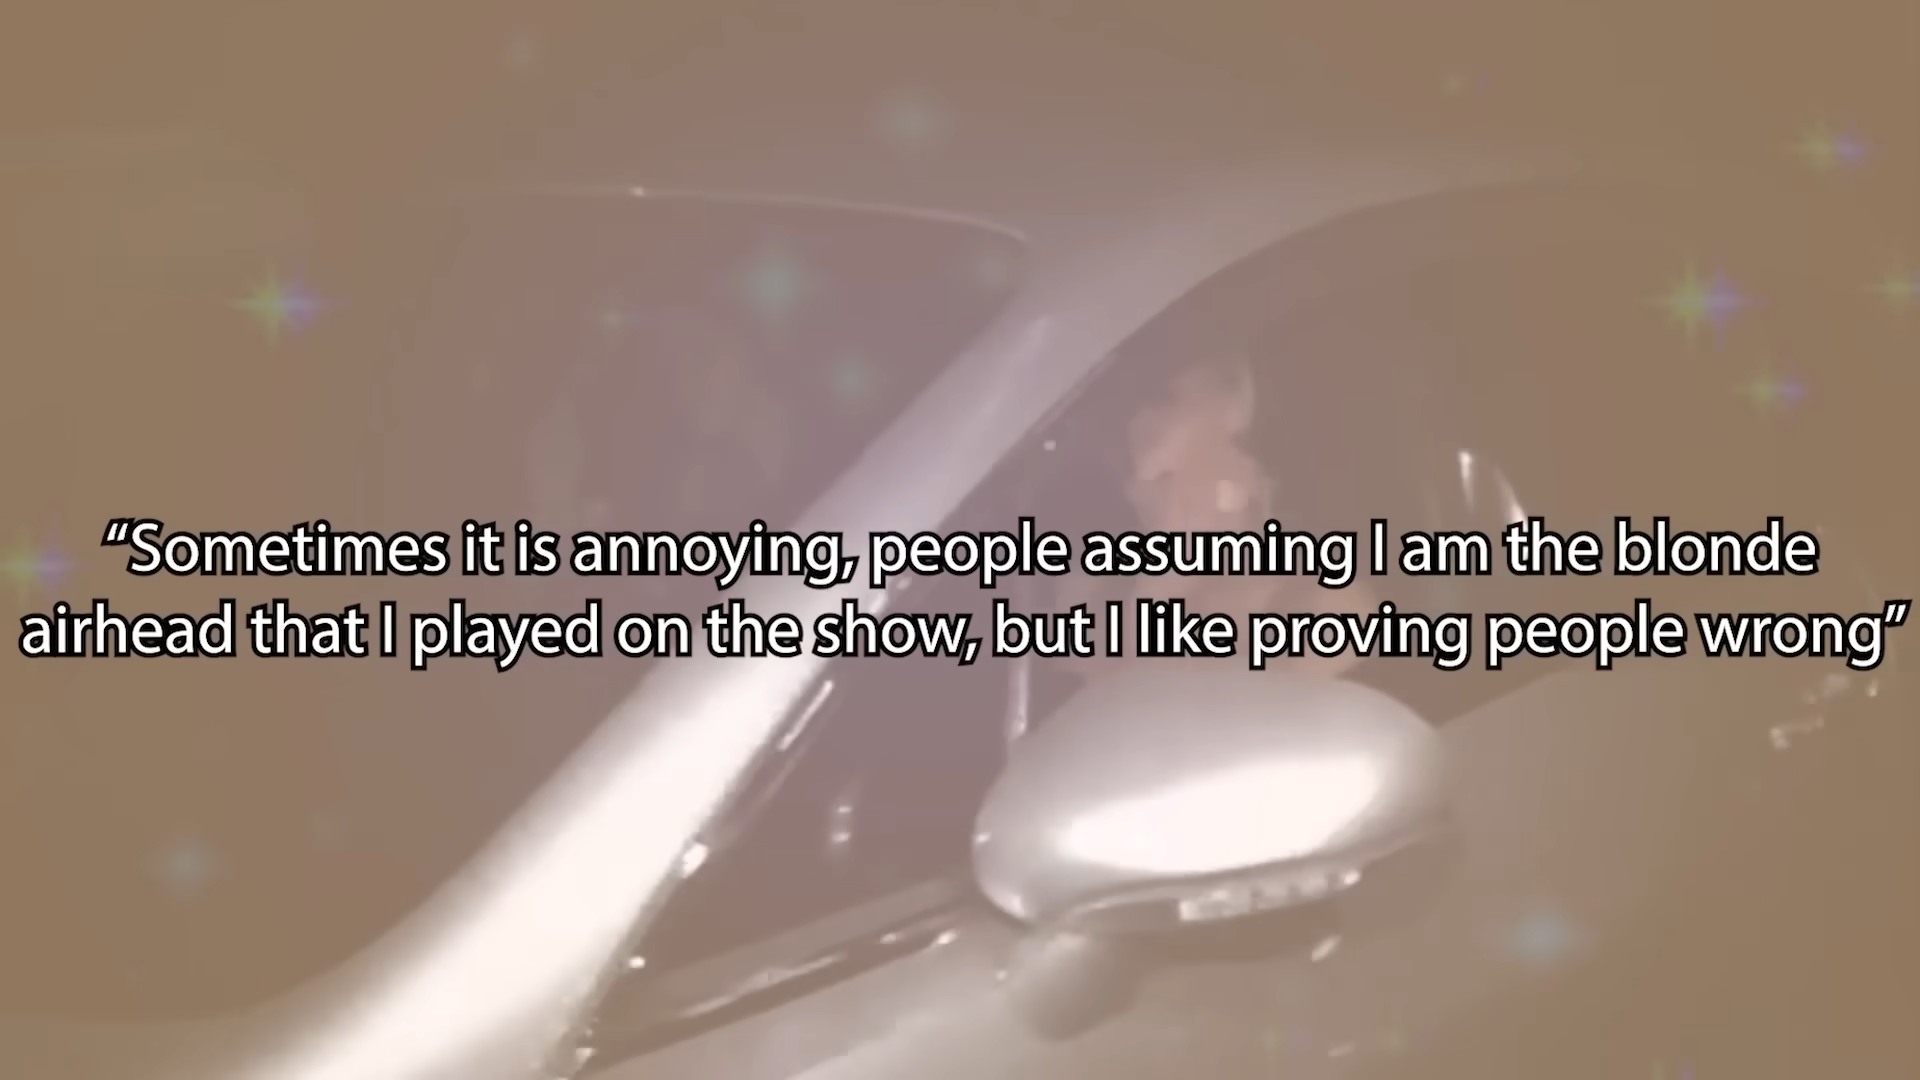 “Sometimes it is annoying, people assuming I am the blonde
airhead that I played on the show, but I like proving people wrong”